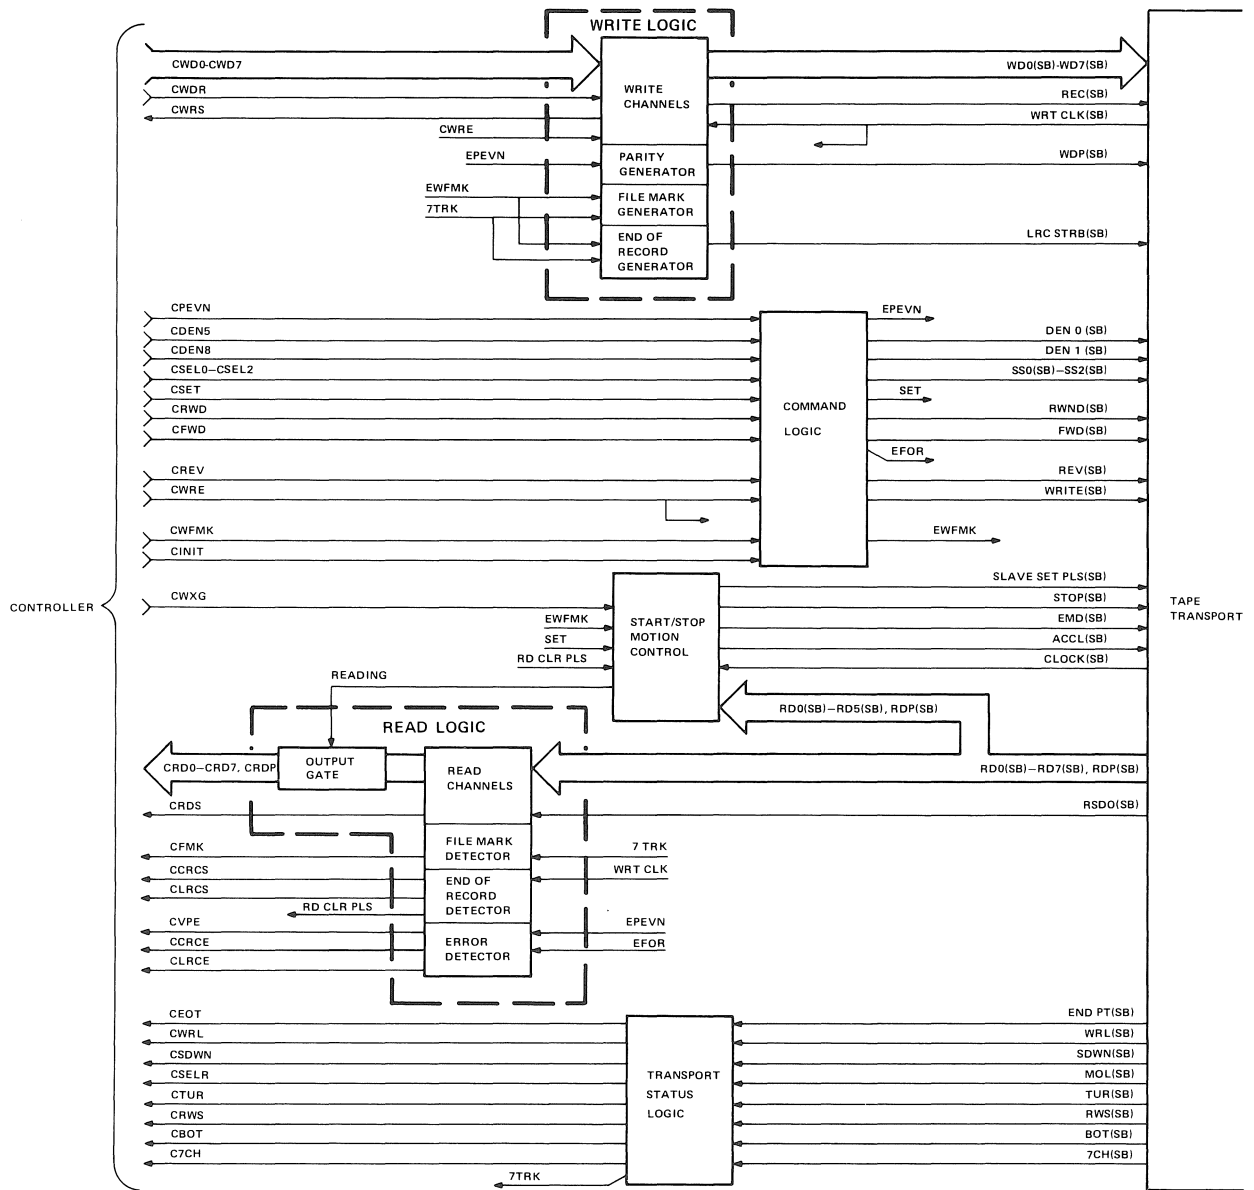 WRITE LOGIC
CWD0-CWD7
WD0(SB)-WD7(SB)
CWDR
WRITE
CHANNELS
REC(SB)
CWRS
WRT CLK(SB)
CWRE
EPEVN
PARITY
GENERATOR
WDP(SB)
EWFMK
FILE MARK
GENERATOR
7TRK
END OF
RECORD
GENERATOR
LRC STRB(SB)
CPEVN
EPEVN
CDEN5
DEN 0 (SB)
CDEN8
DEN 1 (SB)
CSEL0–CSEL2
SS0(SB)–SS2(SB)
CSET
SET
COMMAND
LOGIC
CRWD
RWND(SB)
CFWD
FWD(SB)
EFOR
CREV
REV(SB)
CWRE
WRITE(SB)
CWFMK
EWFMK
CINIT
CONTROLLER
SLAVE SET PLS(SB)
CWXG
STOP(SB)
TAPE
TRANSPORT
EWFMK
START/STOP
MOTION
CONTROL
EMD(SB)
SET
ACCL(SB)
RD CLR PLS
CLOCK(SB)
READING
RD0(SB)–RD5(SB), RDP(SB)
READ LOGIC
CRD0–CRD7, CRDP
OUTPUT
GATE
READ
CHANNELS
RD0(SB)–RD7(SB), RDP(SB)
CRDS
RSDO(SB)
CFMK
FILE MARK
DETECTOR
7 TRK
CCRCS
WRT CLK
CLRCS
END OF
RECORD
DETECTOR
RD CLR PLS
CVPE
EPEVN
CCRCE
ERROR
DETECTOR
EFOR
CLRCE
CEOT
END PT(SB)
CWRL
WRL(SB)
CSDWN
SDWN(SB)
CSELR
TRANSPORT
STATUS
LOGIC
MOL(SB)
CTUR
TUR(SB)
CRWS
RWS(SB)
CBOT
BOT(SB)
C7CH
7CH(SB)
7TRK